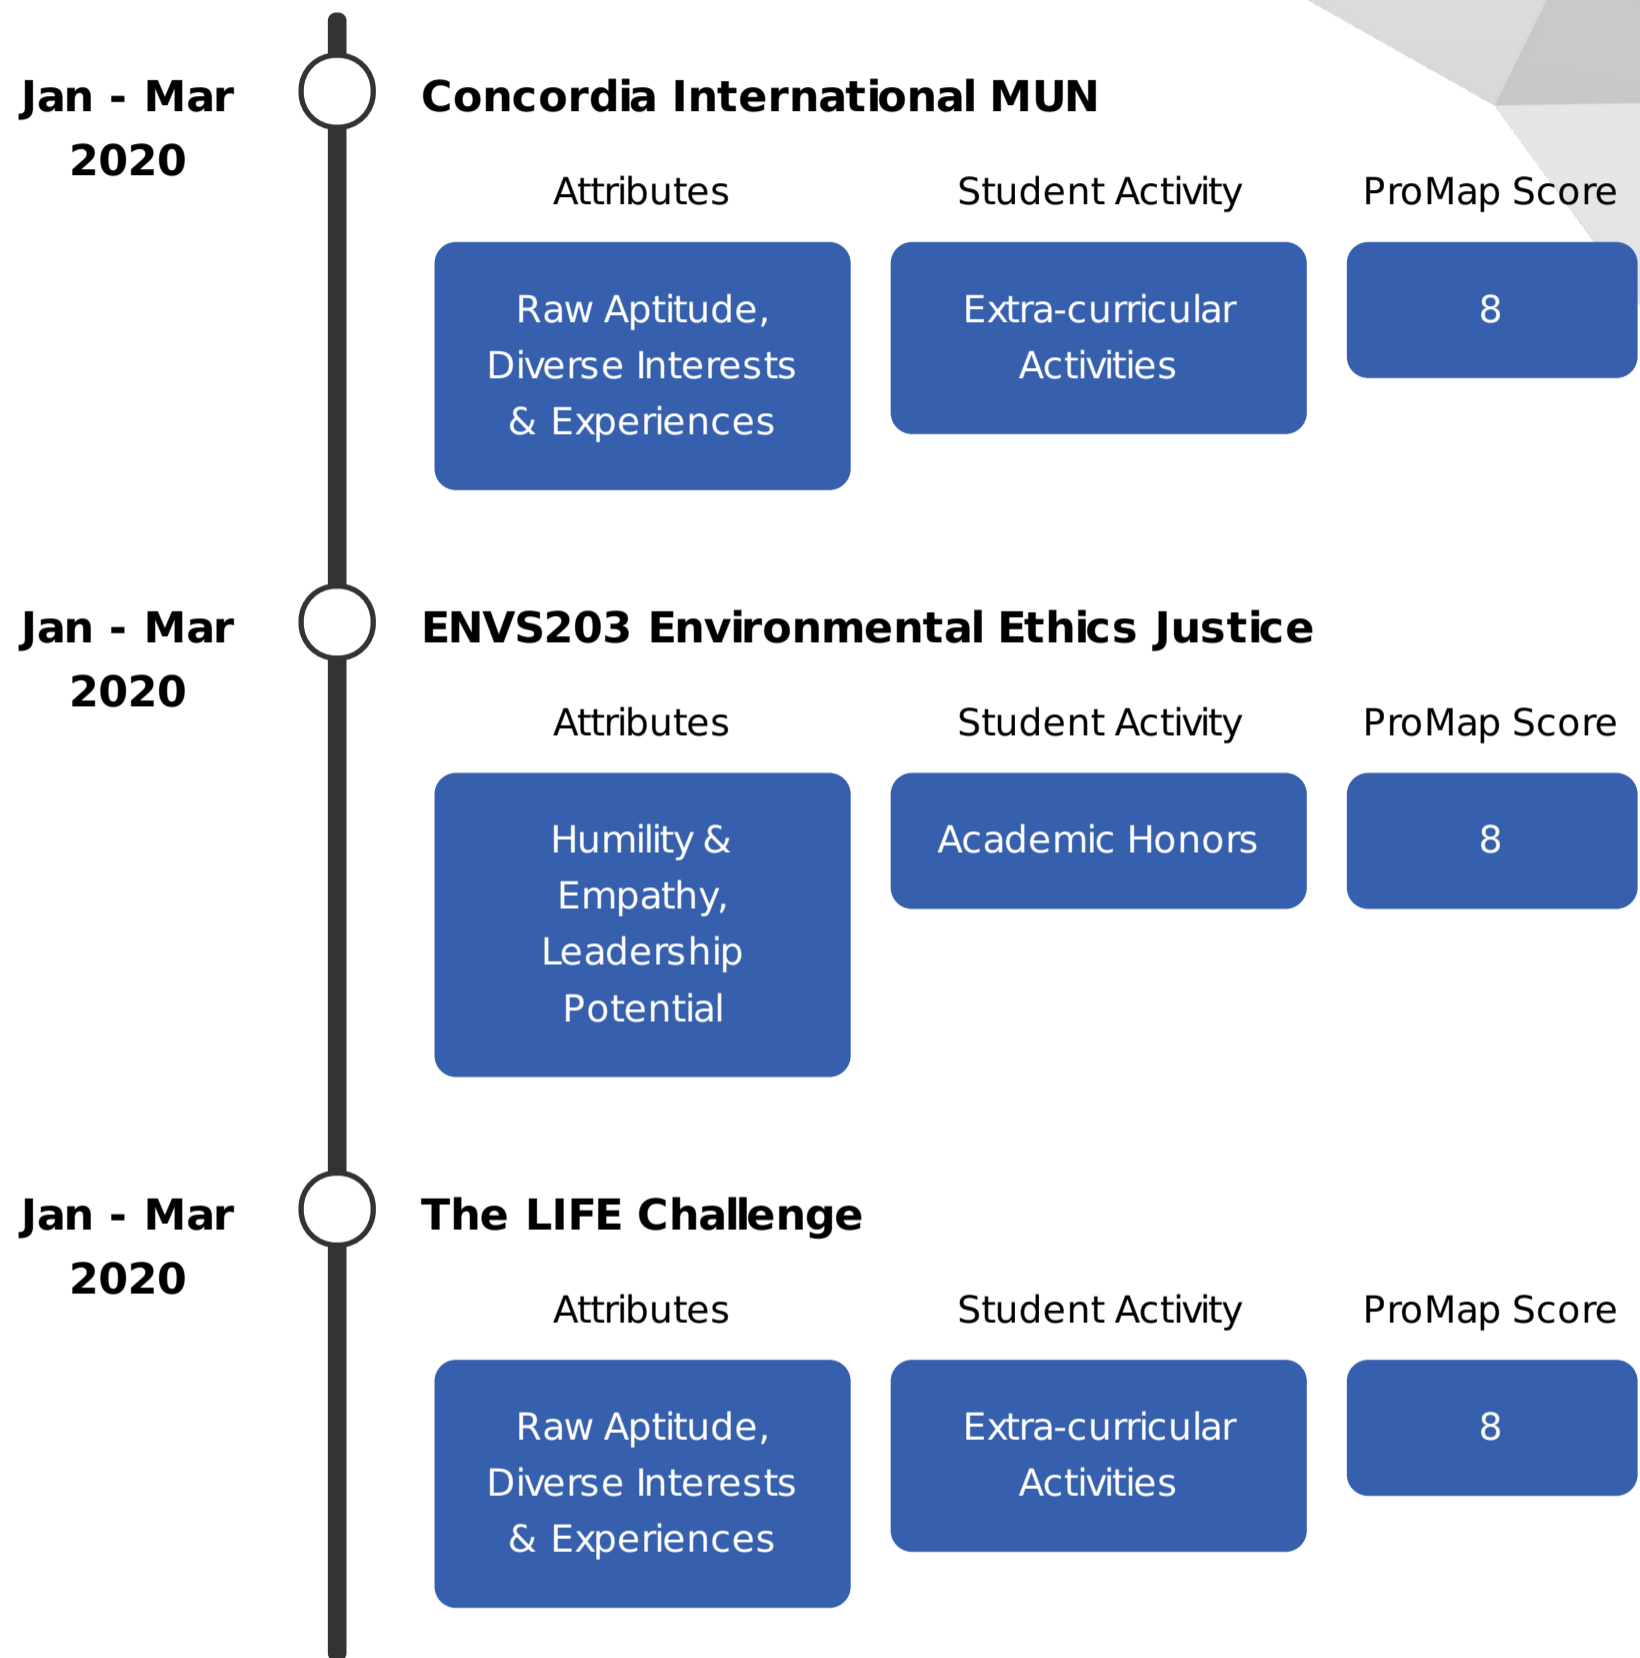 Jan - Mar
2020
Concordia International MUN
Attributes
Student Activity
ProMap Score
Raw Aptitude,
Diverse Interests
& Experiences
Extra-curricular
Activities
8
Jan - Mar
2020
ENVS203 Environmental Ethics Justice
Attributes
Student Activity
ProMap Score
Humility &
Empathy,
Leadership
Potential
Academic Honors
8
Jan - Mar
2020
The LIFE Challenge
Attributes
Student Activity
ProMap Score
Raw Aptitude,
Diverse Interests
& Experiences
Extra-curricular
Activities
8